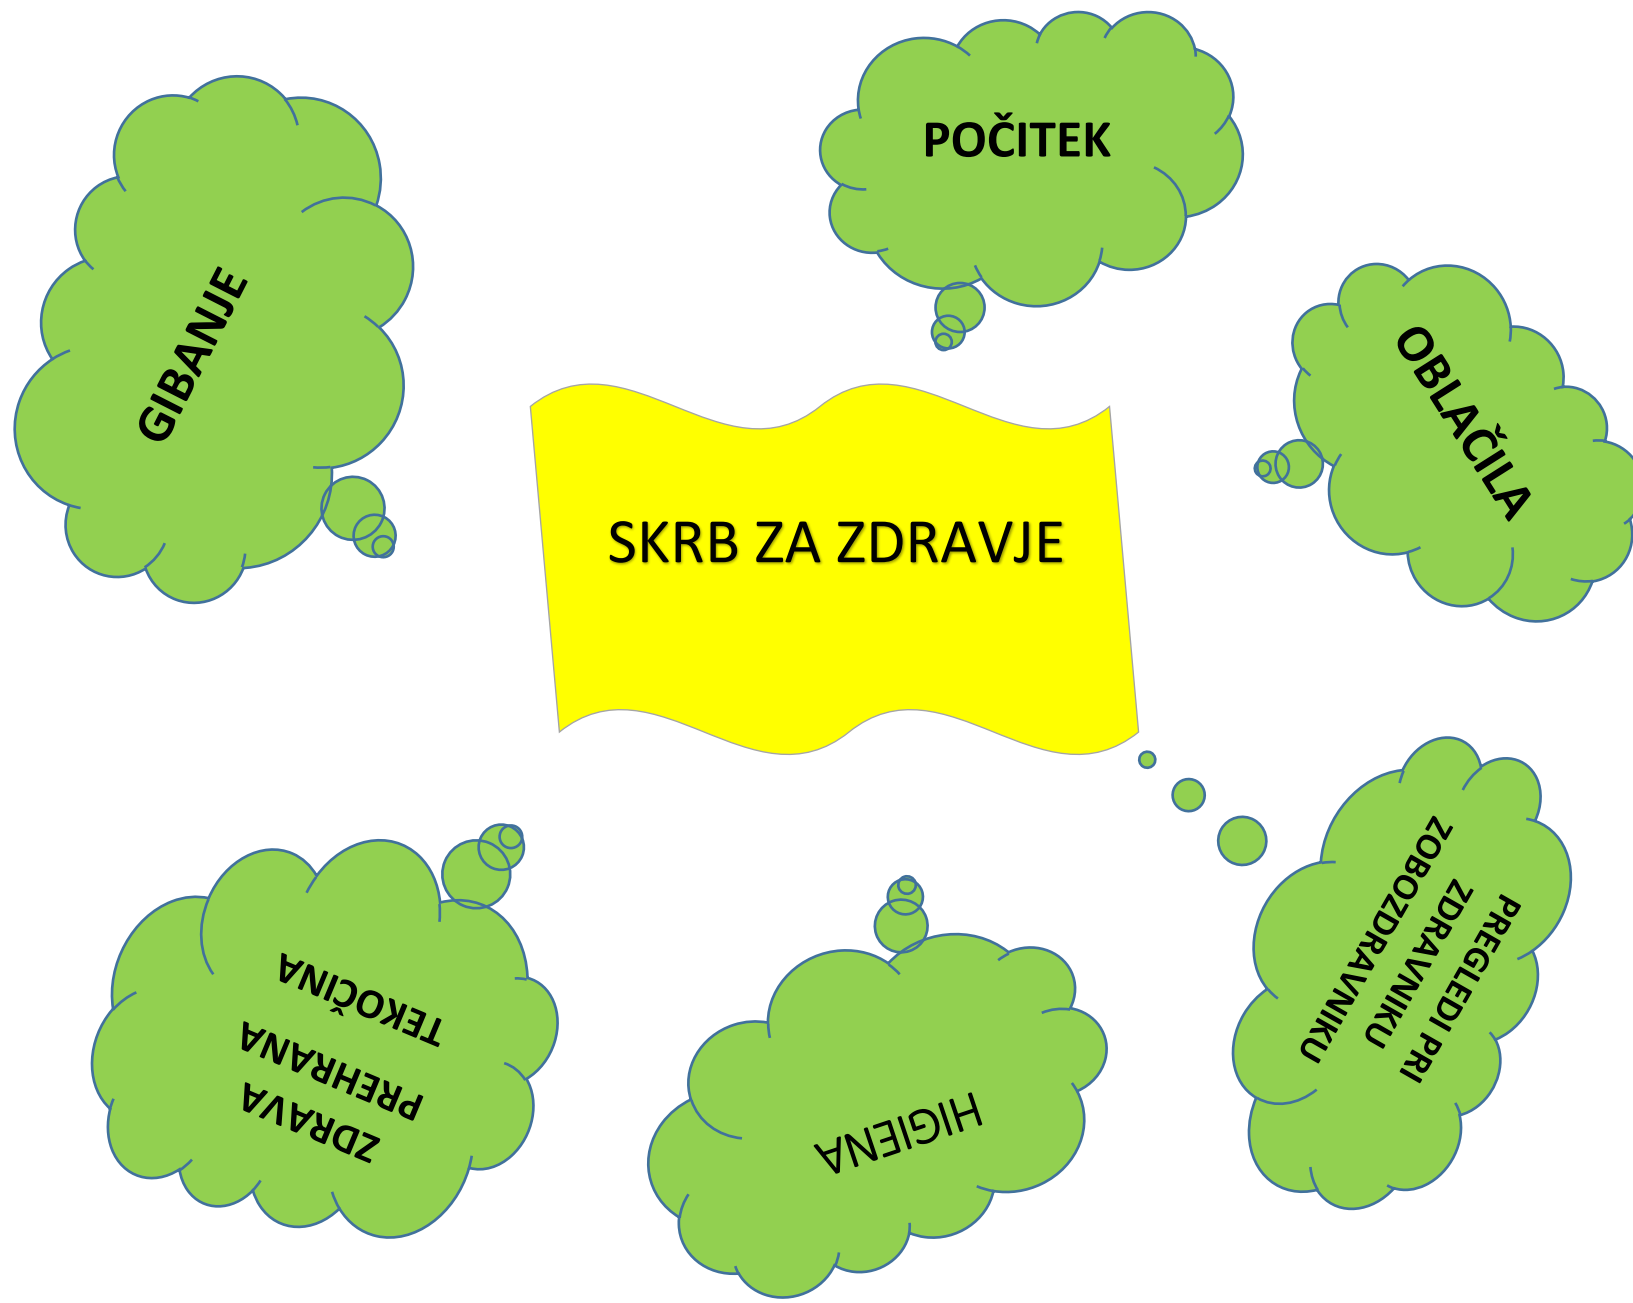 POČITEK
GIBANJE
OBLAČILA
SKRB ZA ZDRAVJE
PREGLEDI PRI
ZDRAVNIKU
ZOBOZDRAVNIKU
ZDRAVA
PREHRANA
TEKOČINA
HIGIENA